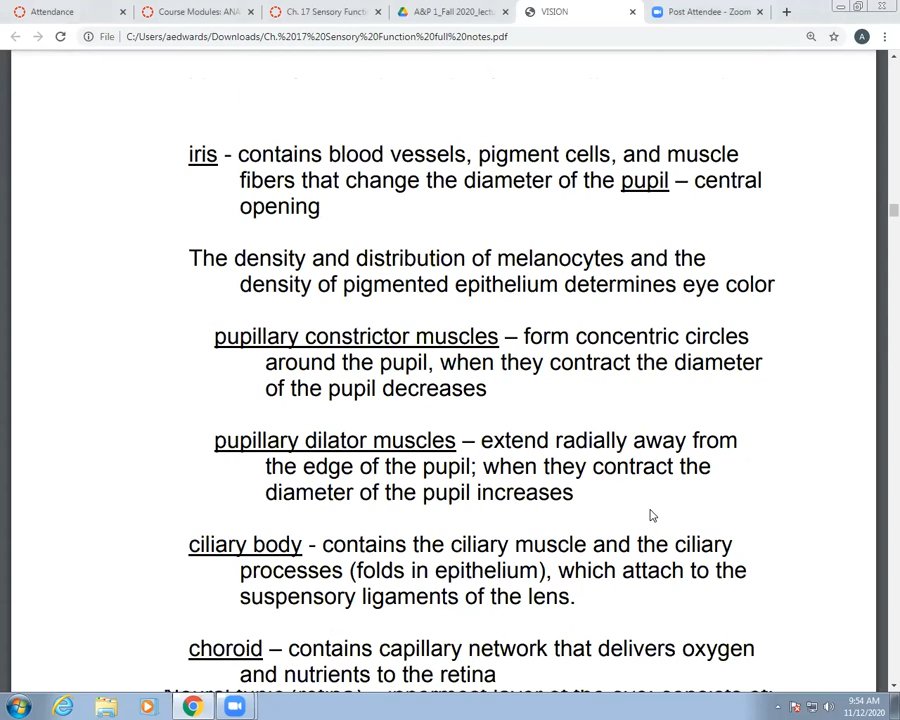 Attendance
Course Modules: ANA
Ch. 17 Sensory Functi
A&P 1_Fall 2020_lectu
VISION
Post Attendee - Zoom
File
C:/Users/aedwards/Downloads/Ch.%2017%20Sensory%20Function%20full%20notes.pdf
A
iris - contains blood vessels, pigment cells, and muscle
fibers that change the diameter of the pupil – central
opening
The density and distribution of melanocytes and the
density of pigmented epithelium determines eye color
pupillary constrictor muscles – form concentric circles
around the pupil, when they contract the diameter
of the pupil decreases
pupillary dilator muscles – extend radially away from
the edge of the pupil; when they contract the
diameter of the pupil increases
ciliary body - contains the ciliary muscle and the ciliary
processes (folds in epithelium), which attach to the
suspensory ligaments of the lens.
choroid – contains capillary network that delivers oxygen
and nutrients to the retina
9:54 AM
11/12/2020